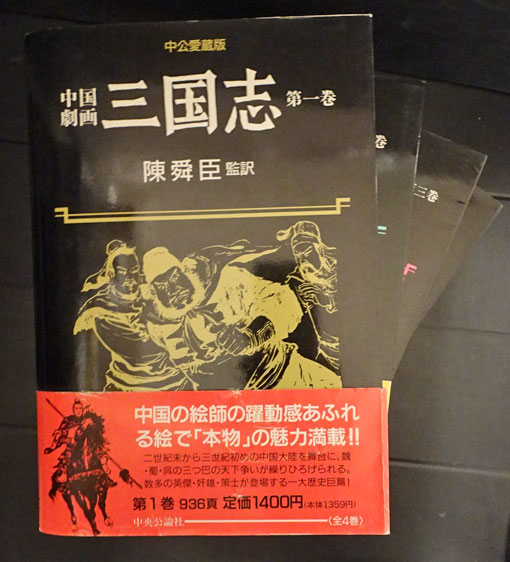 中公愛蔵版
中国
劇画
三国志
第一巻
陳舜臣監訳
中国の絵師の躍動感あふれ
る絵で「本物」の魅力満載!!
二世紀末から三世紀初めの中国大陸を舞台に、魏
・蜀・呉の三つ巴の天下争いが繰りひろげられる。
数多の英傑・奸雄・策士が登場する一大歴史巨篇!
第1巻 936頁 定価1400円(本体1359円)
中央公論社 〈全4巻〉
巻
三巻